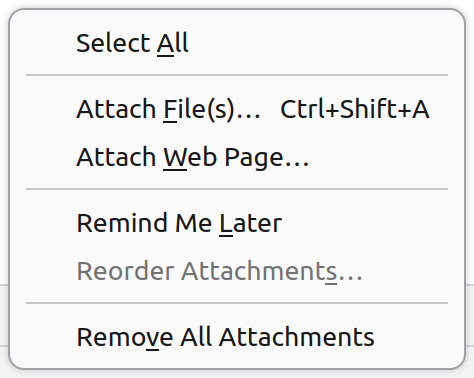 Select All
Attach File(s)… Ctrl+Shift+A
Attach Web Page…
Remind Me Later
Reorder Attachments…
Remove All Attachments